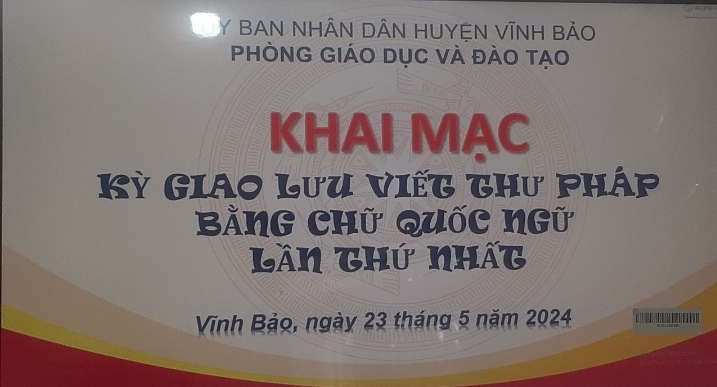 ỦY BAN NHÂN DÂN HUYỆN VĨNH BẢO
PHÒNG GIÁO DỤC VÀ ĐÀO TẠO
KHAI MẠC
KỲ GIAO LƯU VIẾT THƯ PHÁP
BẰNG CHỮ QUỐC NGỮ
LẦN THỨ NHẤT
Vĩnh Bảo, ngày 23 tháng 5 năm 2024